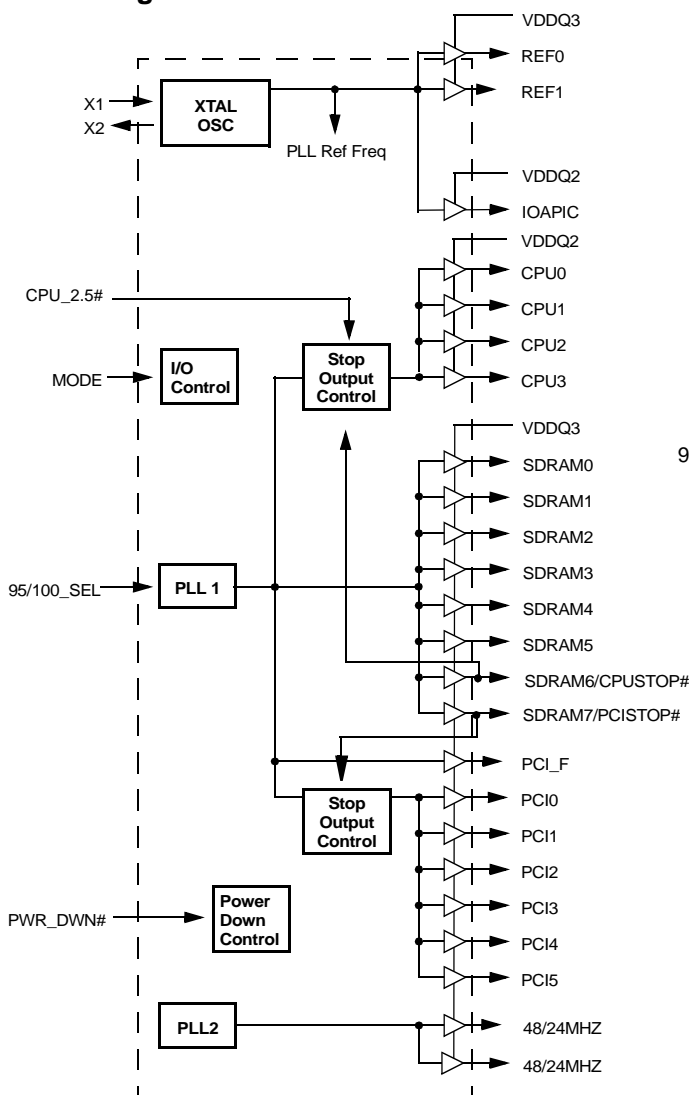 VDDQ3
REF0
REF1
X1
X2
XTAL
OSC
PLL Ref Freq
VDDQ2
IOAPIC
VDDQ2
CPU0
CPU_2.5#
CPU1
CPU2
Stop
Output
Control
MODE
I/O
Control
CPU3
VDDQ3
9
SDRAM0
SDRAM1
SDRAM2
SDRAM3
95/100_SEL
PLL 1
SDRAM4
SDRAM5
SDRAM6/CPUSTOP#
SDRAM7/PCISTOP#
PCI_F
Stop
Output
Control
PCI0
PCI1
PCI2
PWR_DWN#
Power
Down
Control
PCI3
PCI4
PCI5
PLL2
48/24MHZ
48/24MHZ